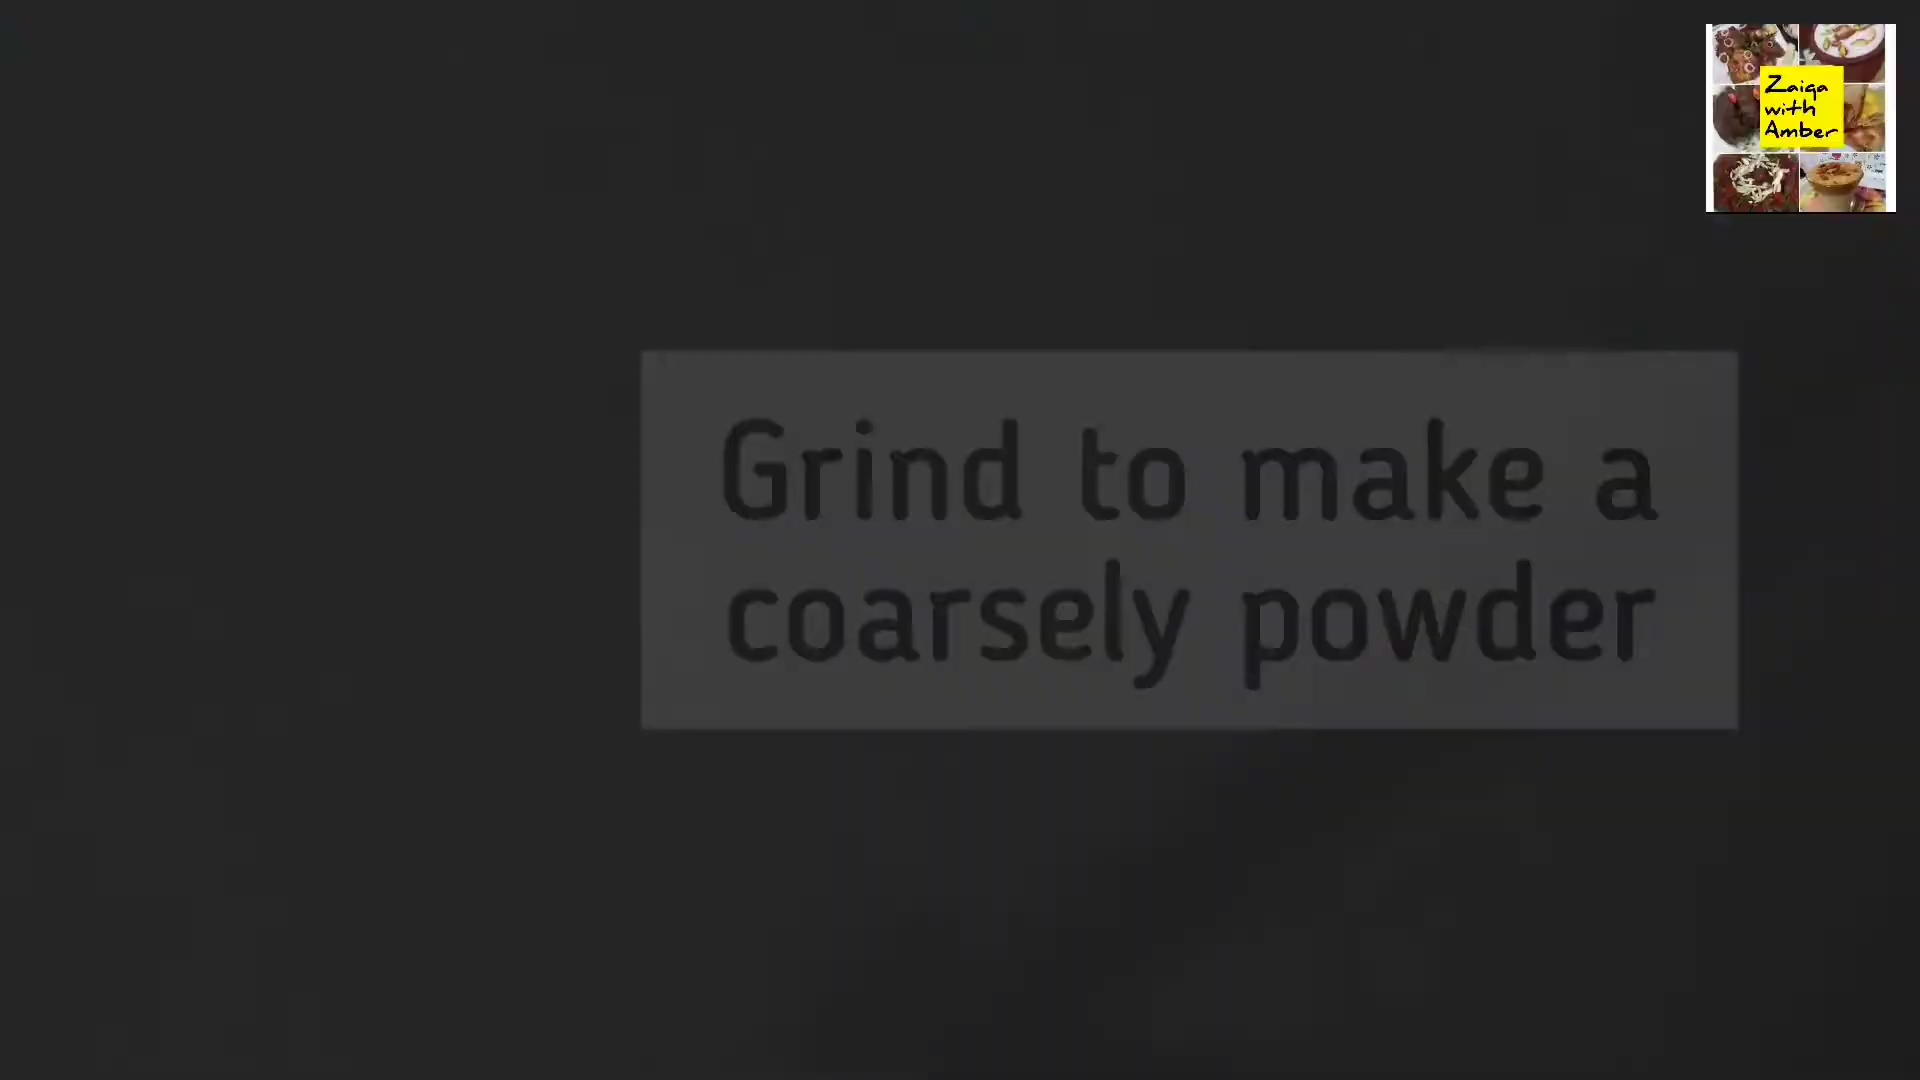 Zaiqa
with
Amber
Grind to make a
coarsely powder